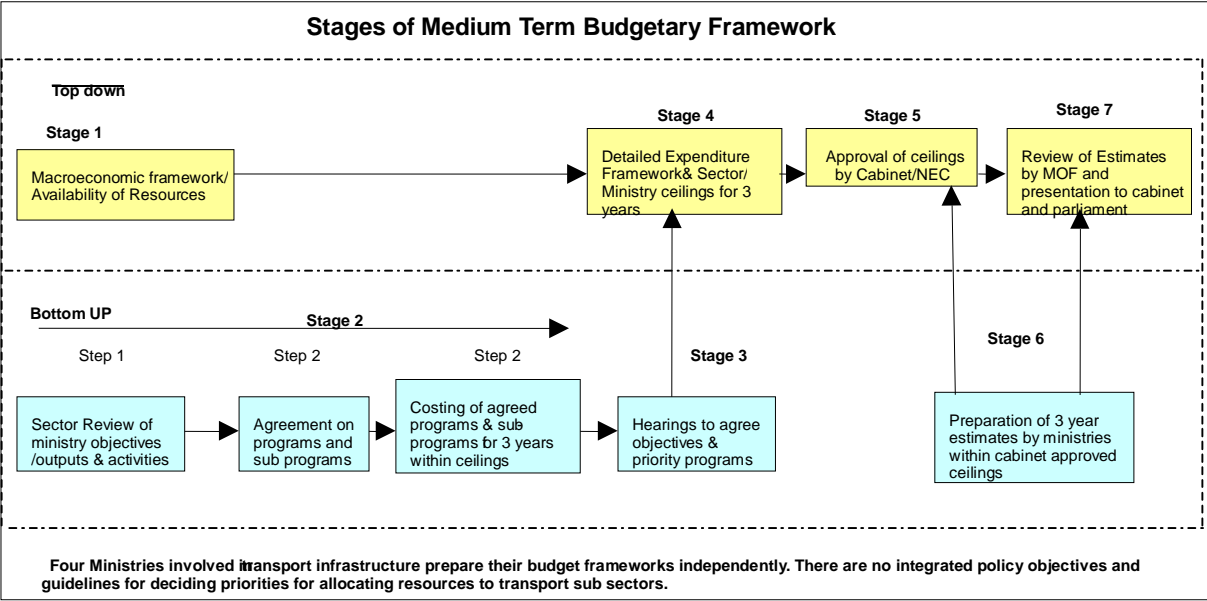 Stages of Medium Term Budgetary Framework
Top down
Stage 1
Macroeconomic framework/
Availability of Resources
Stage 4
Detailed Expenditure
Framework& Sector/
Ministry ceilings for 3
years
Stage 5
Approval of ceilings
by Cabinet/NEC
Stage 7
Review of Estimates
by MOF and
presentation to cabinet
and parliament
Bottom UP
Stage 2
Step 1
Step 2
Step 2
Sector Review of
ministry objectives
/outputs & activities
Agreement on
programs and
sub programs
Costing of agreed
programs & sub
programs for 3 years
within ceilings
Stage 3
Hearings to agree
objectives &
priority programs
Stage 6
Preparation of 3 year
estimates by ministries
within cabinet approved
ceilings
Four Ministries involved in transport infrastructure prepare their budget frameworks independently. There are no integrated policy objectives and
guidelines for deciding priorities for allocating resources to transport sub sectors.